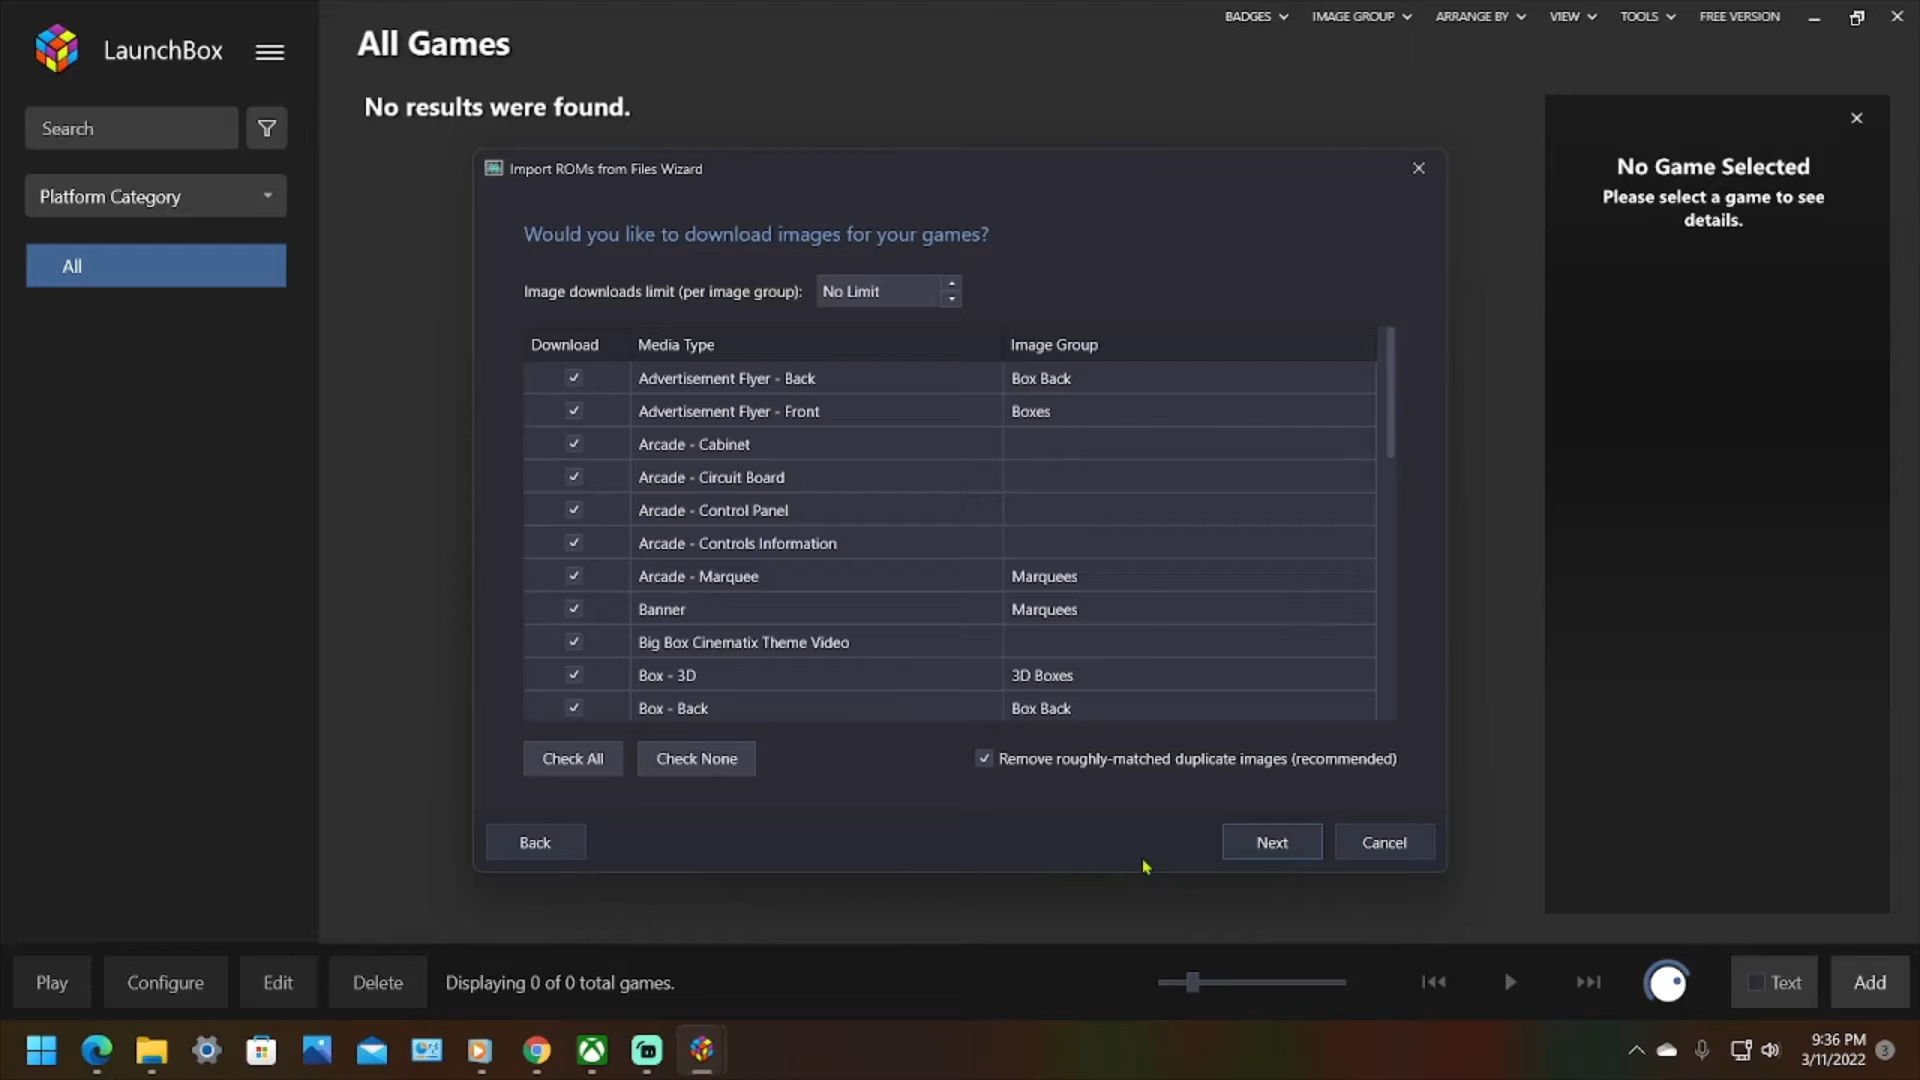 LaunchBox
All Games
BADGES
IMAGE GROUP
ARRANGE BY
VIEW
TOOLS
FREE VERSION
Search
No results were found.
Platform Category
All
Import ROMs from Files Wizard
Would you like to download images for your games?
Image downloads limit (per image group): No Limit
Download Media Type Image Group
Advertisement Flyer - Back Box Back
Advertisement Flyer - Front Boxes
Arcade - Cabinet
Arcade - Circuit Board
Arcade - Control Panel
Arcade - Controls Information
Arcade - Marquee Marquees
Banner Marquees
Big Box Cinematix Theme Video
Box - 3D 3D Boxes
Box - Back Box Back
Check All
Check None
Remove roughly-matched duplicate images (recommended)
Back
Next
Cancel
No Game Selected
Please select a game to see
details.
Play
Configure
Edit
Delete
Displaying 0 of 0 total games.
Text
Add
9:36 PM
3/11/2022
3